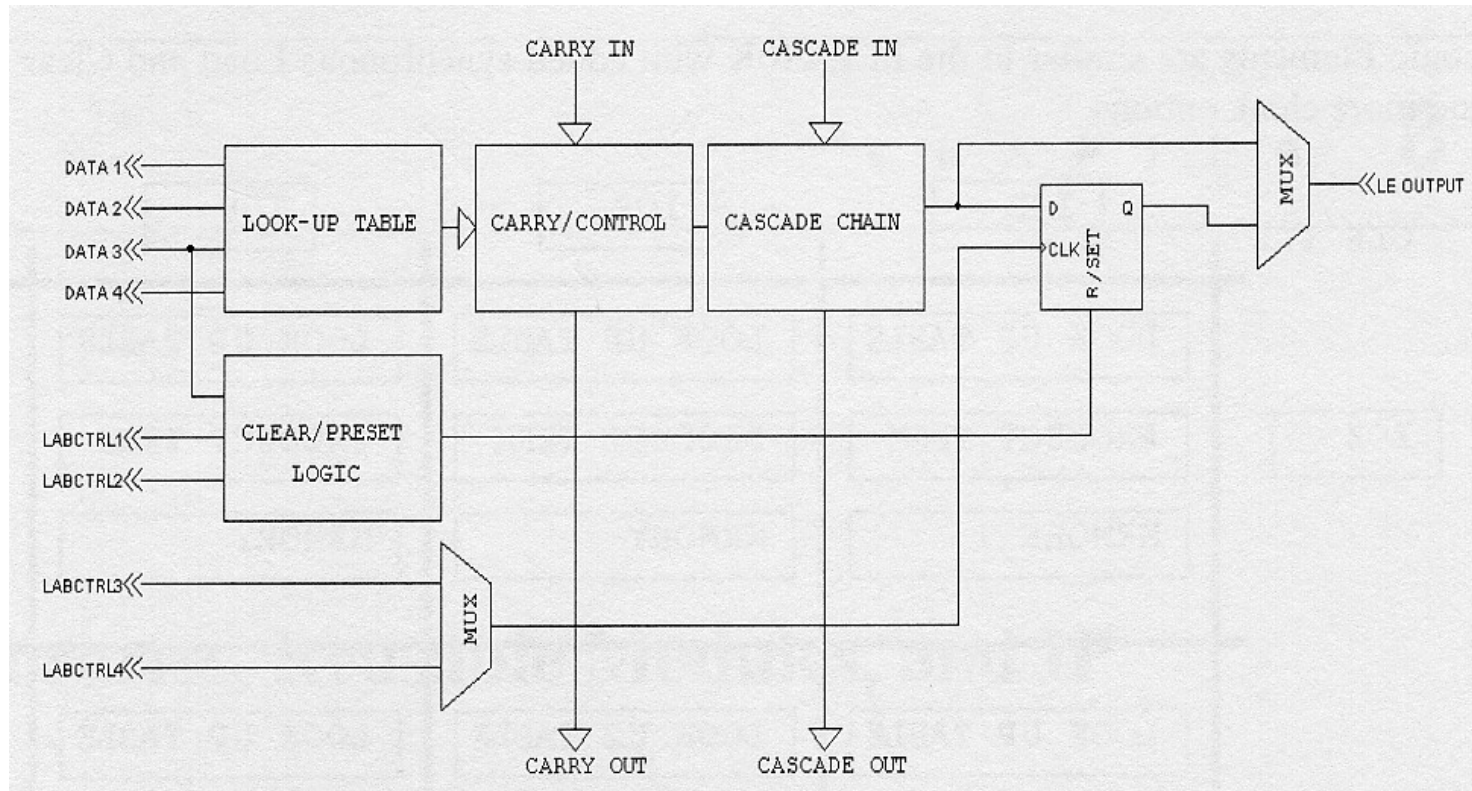 CARRY IN
CASCADE IN
DATA 1
DATA 2
DATA 3
DATA 4
LOOK-UP TABLE
CARRY/CONTROL
CASCADE CHAIN
D
Q
CLK
R/SET
MUX
LE OUTPUT
LABCTRL1
LABCTRL2
CLEAR/PRESET
LOGIC
LABCTRL3
LABCTRL4
MUX
CARRY OUT
CASCADE OUT